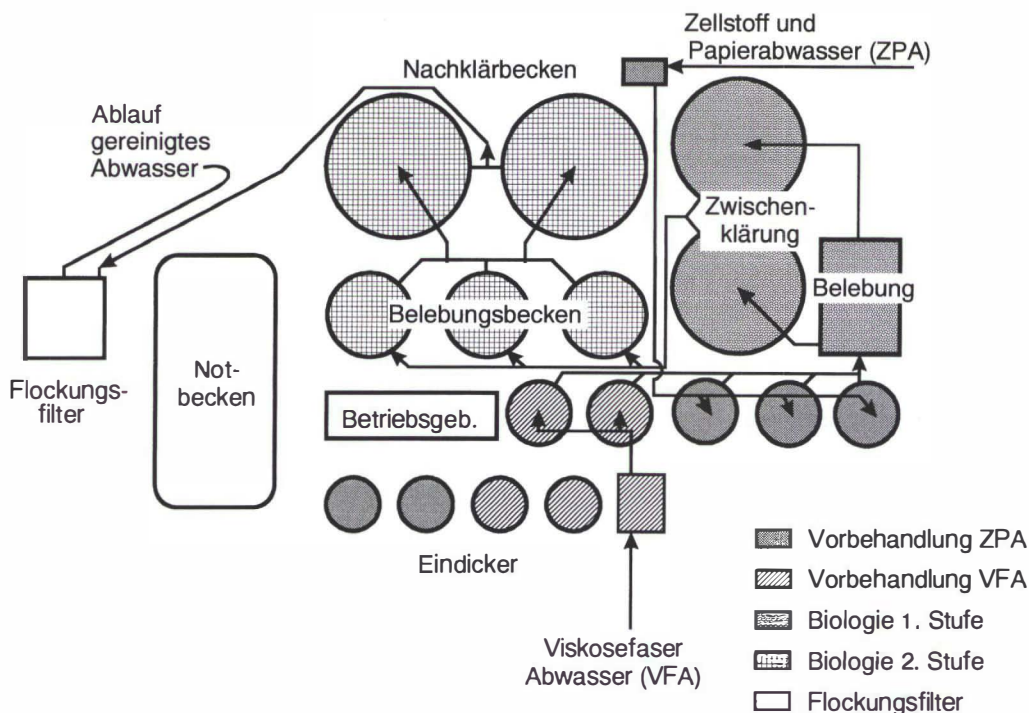 Zellstoff und
Papierabwasser (ZPA)
Nachklärbecken
Ablauf
gereinigtes
Abwasser
Zwischen-
klärung
Belebung
Belebungsbecken
Flockungs-
filter
Not-
becken
Betriebsgeb.
Eindicker
Viskosefaser
Abwasser (VFA)
Vorbehandlung ZPA
Vorbehandlung VFA
Biologie 1. Stufe
Biologie 2. Stufe
Flockungsfilter